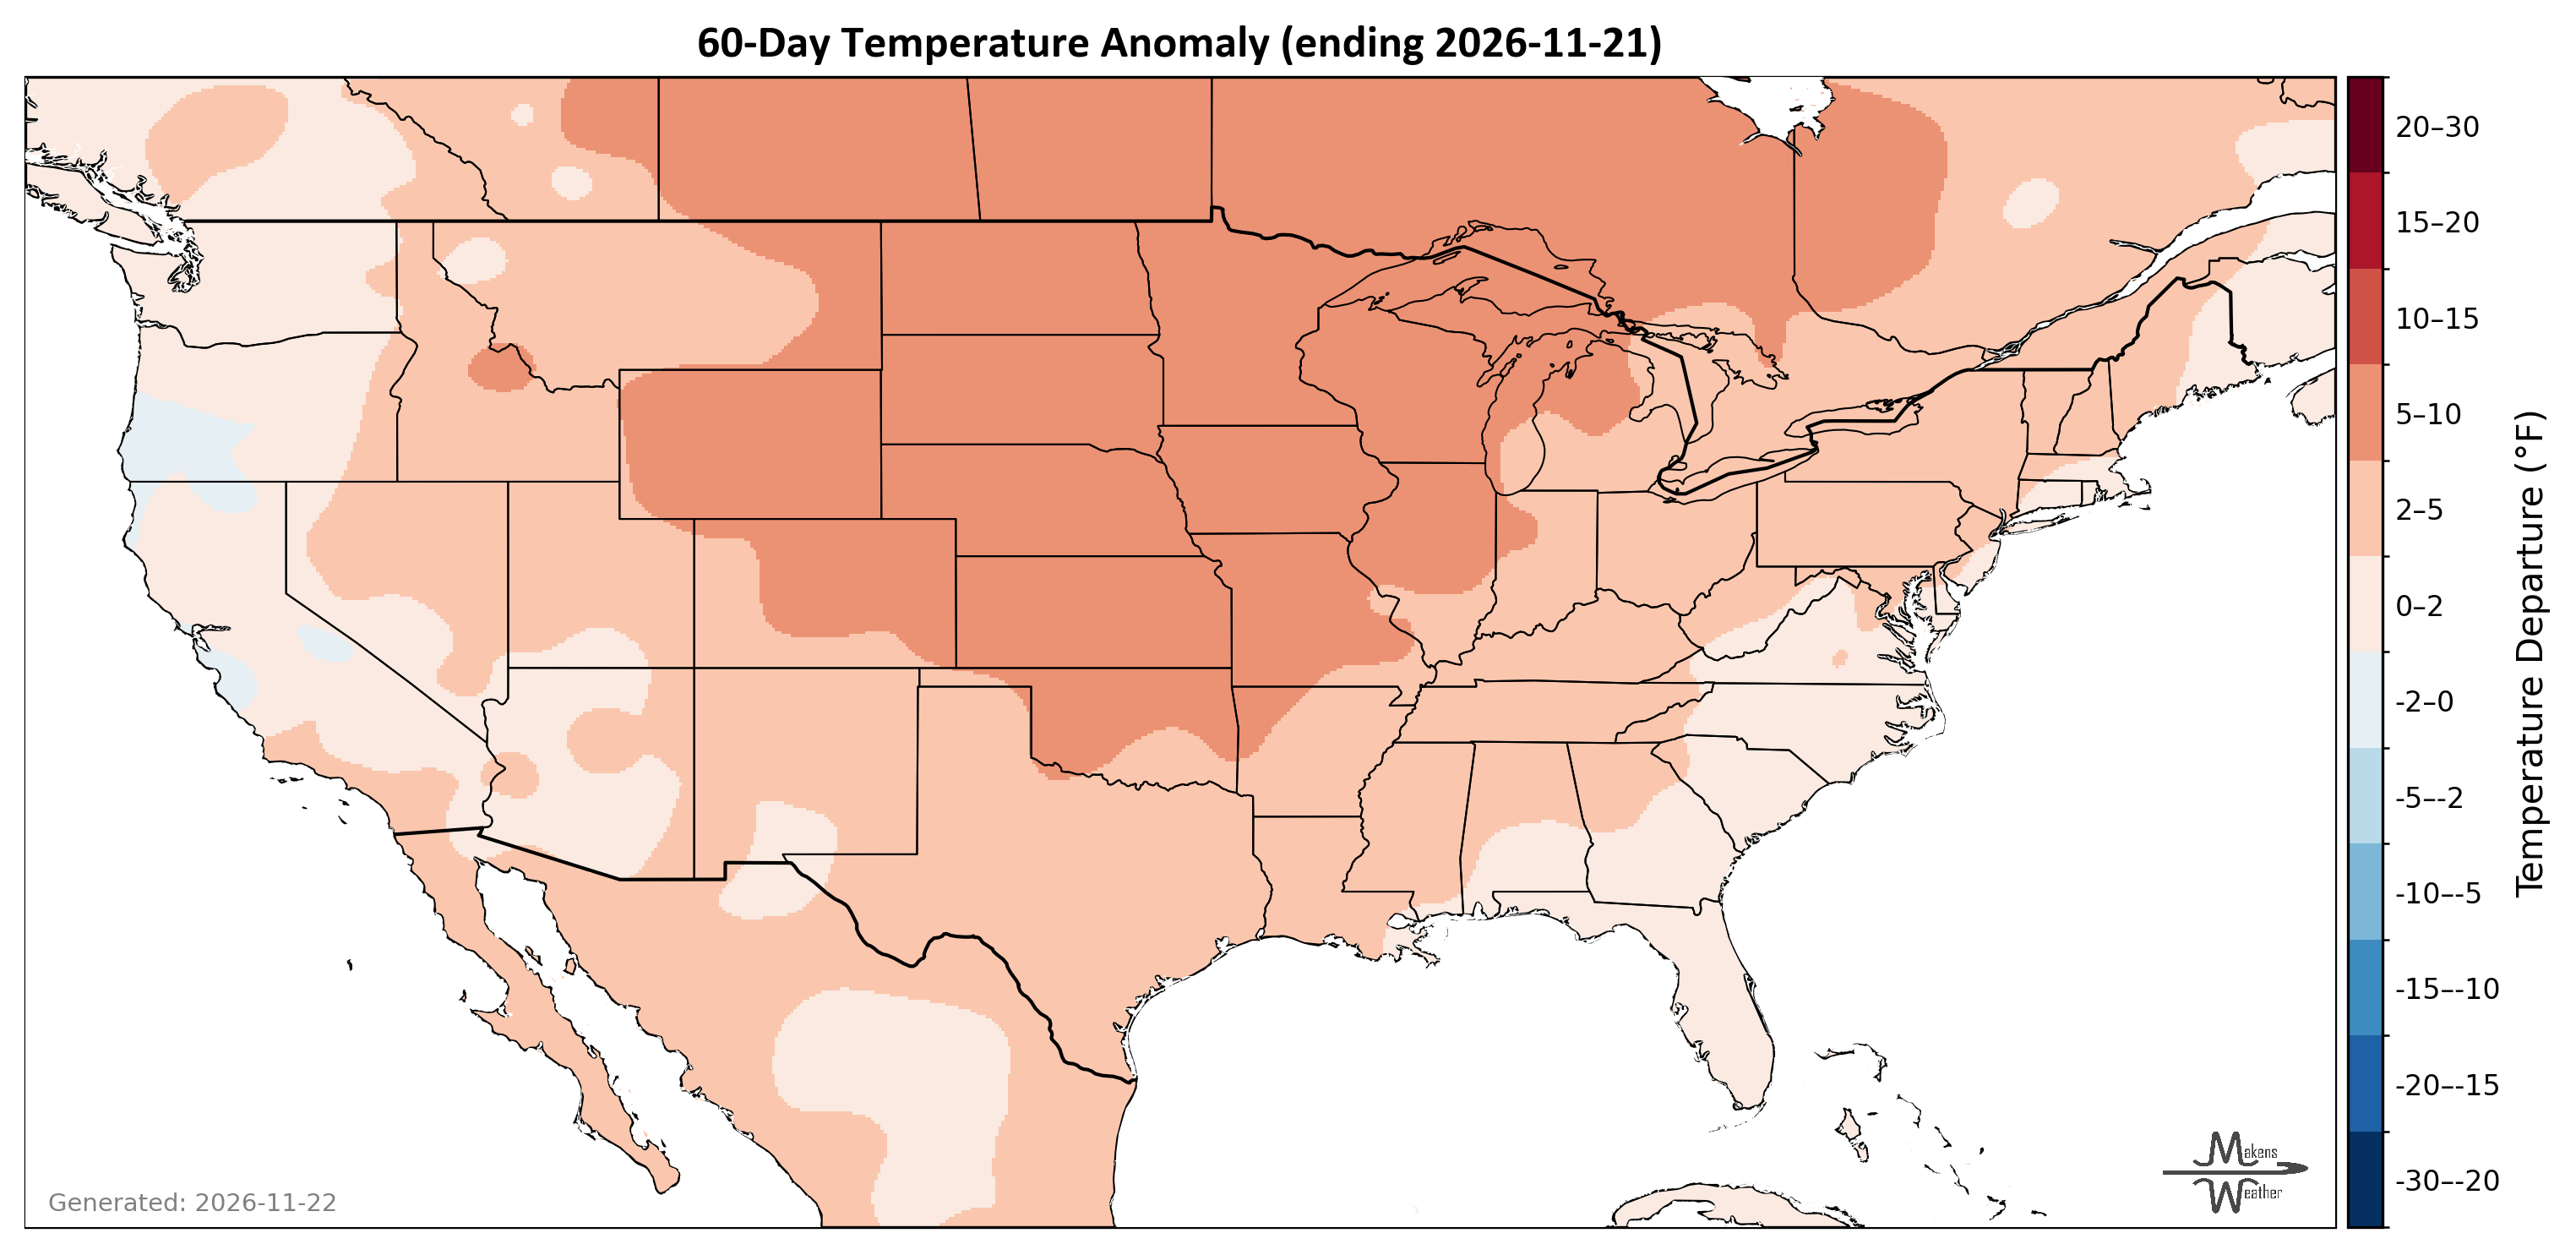 60-Day Temperature Anomaly (ending 2026-11-21)
20–30
15–20
10–15
5–10
2–5
0–2
-2–0
-5–-2
-10–-5
-15–-10
-20–-15
-30–-20
Temperature Departure (°F)
Generated: 2026-11-22
Makens
Weather